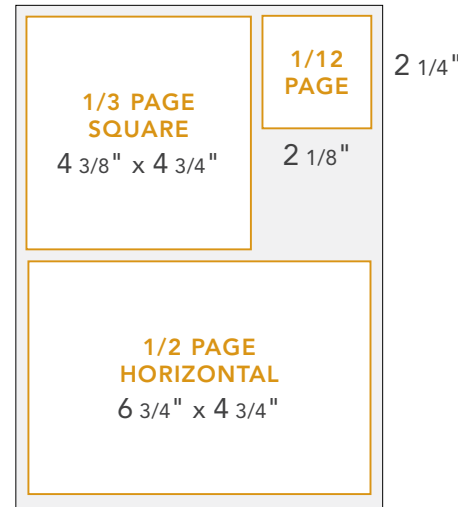 1/3 PAGE
SQUARE
4 3/8" x 4 3/4"
1/12
PAGE
2 1/4"
2 1/8"
1/2 PAGE
HORIZONTAL
6 3/4" x 4 3/4"